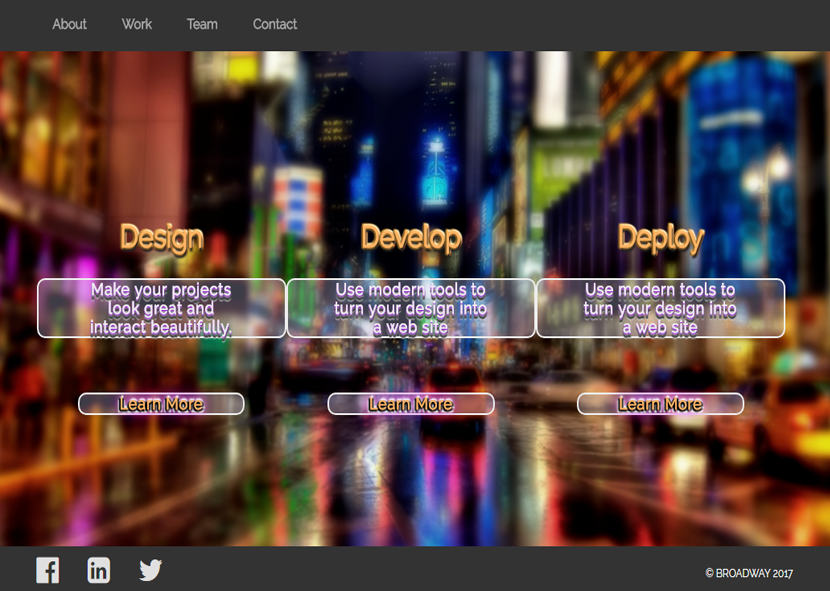 About Work Team Contact
Design Develop Deploy
Make your projects
look great and
interact beautifully.
Use modern tools to
turn your design into
a web site
Use modern tools to
turn your design into
a web site
Learn More Learn More Learn More
© BROADWAY 2017